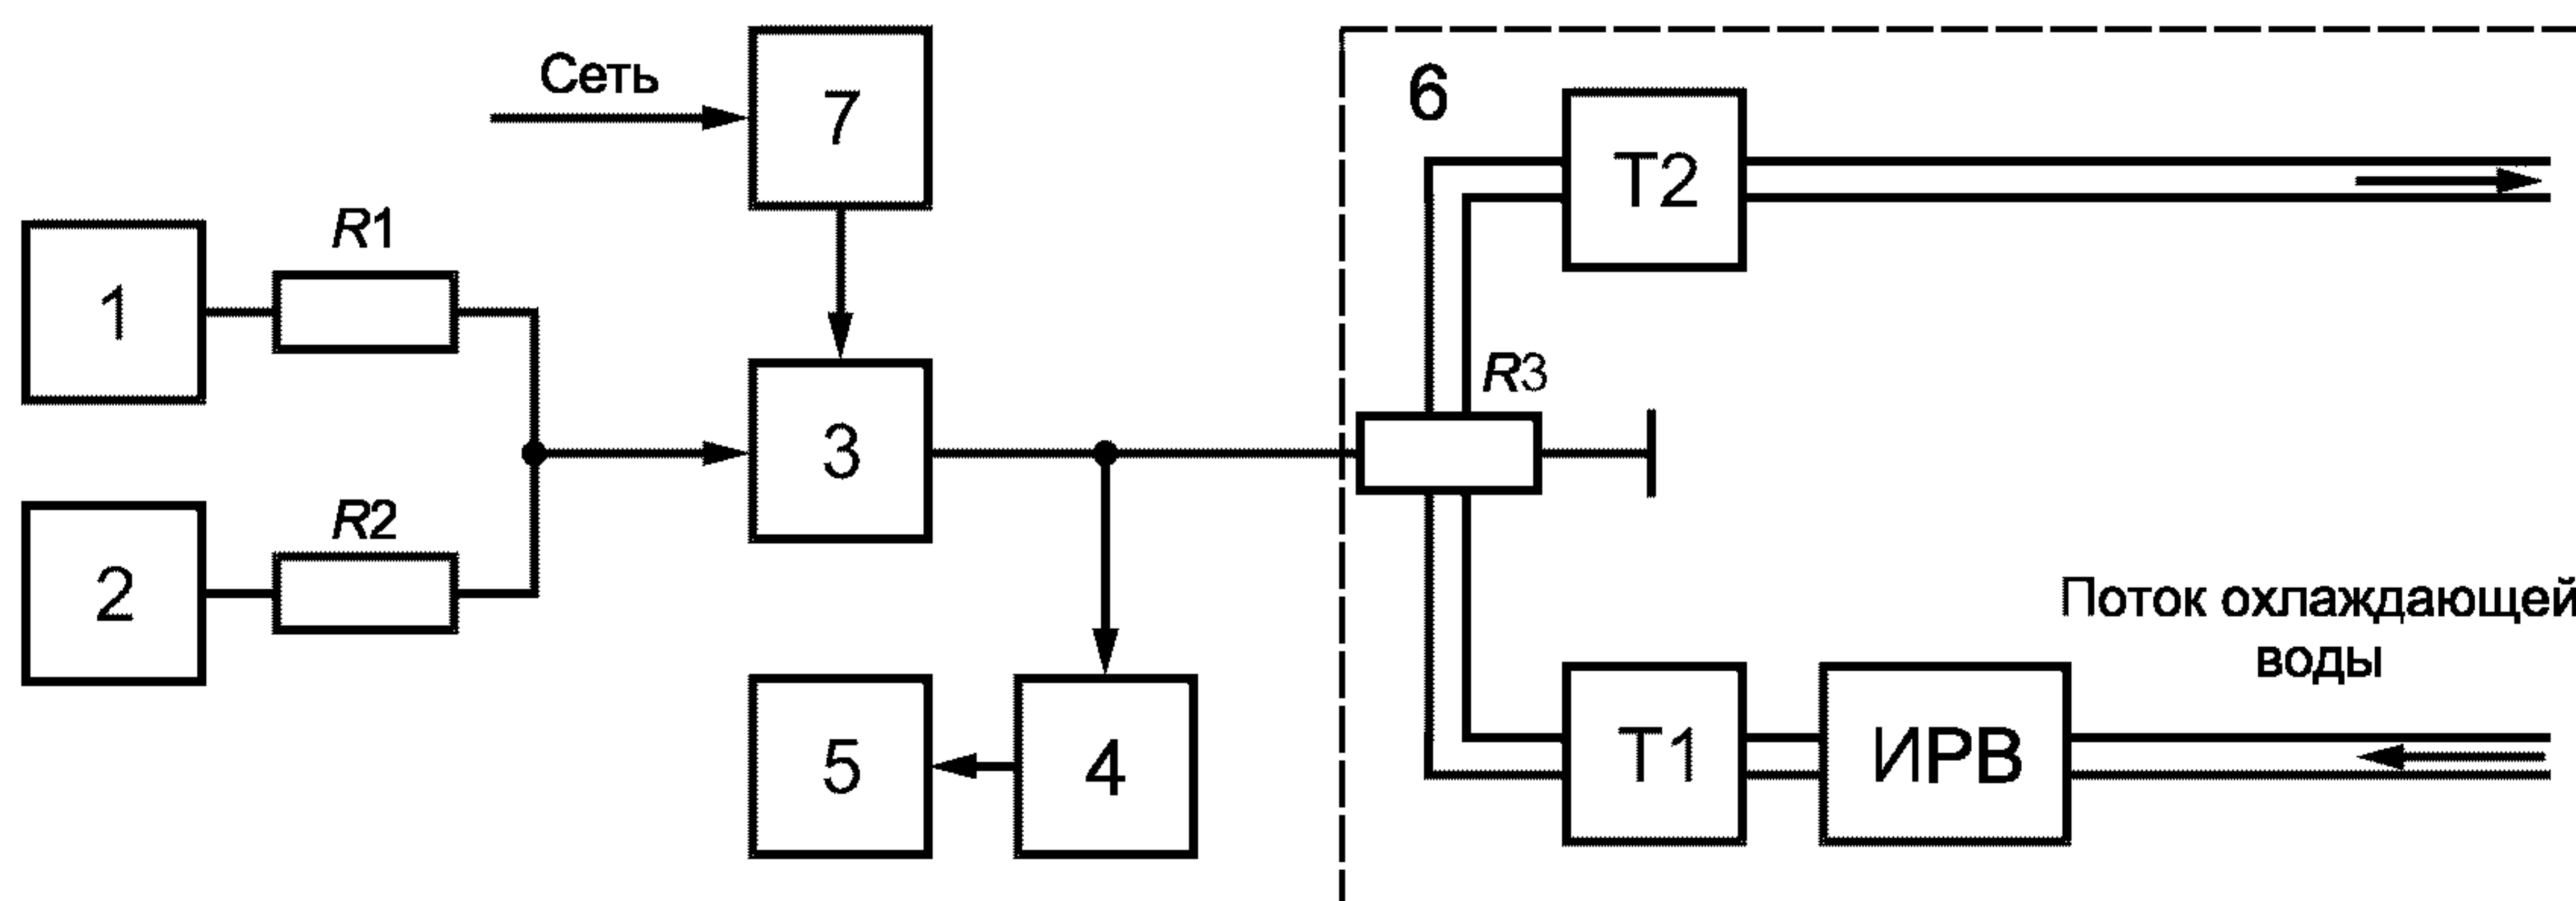 Сеть
7
6
T2
R1
1
R3
3
R2
2
Поток охлаждающей
воды
5
4
T1
ИРВ